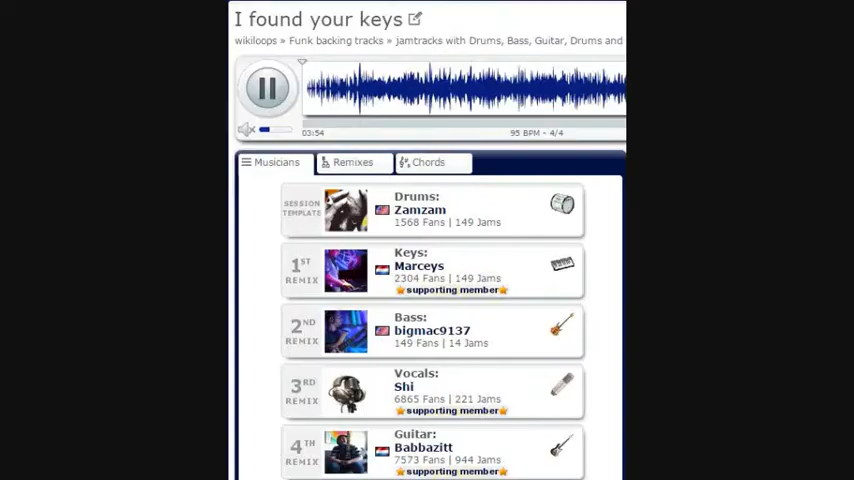 I found your keys
wikiloops » Funk backing tracks » jamtracks with Drums, Bass, Guitar, Drums and
03:54
95 BPM - 4/4
Musicians
Remixes
Chords
SESSION
TEMPLATE
Drums:
Zamzam
1568 Fans | 149 Jams
1ST
REMIX
Keys:
Marceys
2304 Fans | 149 Jams
supporting member
2ND
REMIX
Bass:
bigmac9137
149 Fans | 14 Jams
3RD
REMIX
Vocals:
Shi
6865 Fans | 221 Jams
supporting member
4TH
REMIX
Guitar:
Babbazitt
7573 Fans | 944 Jams
supporting member